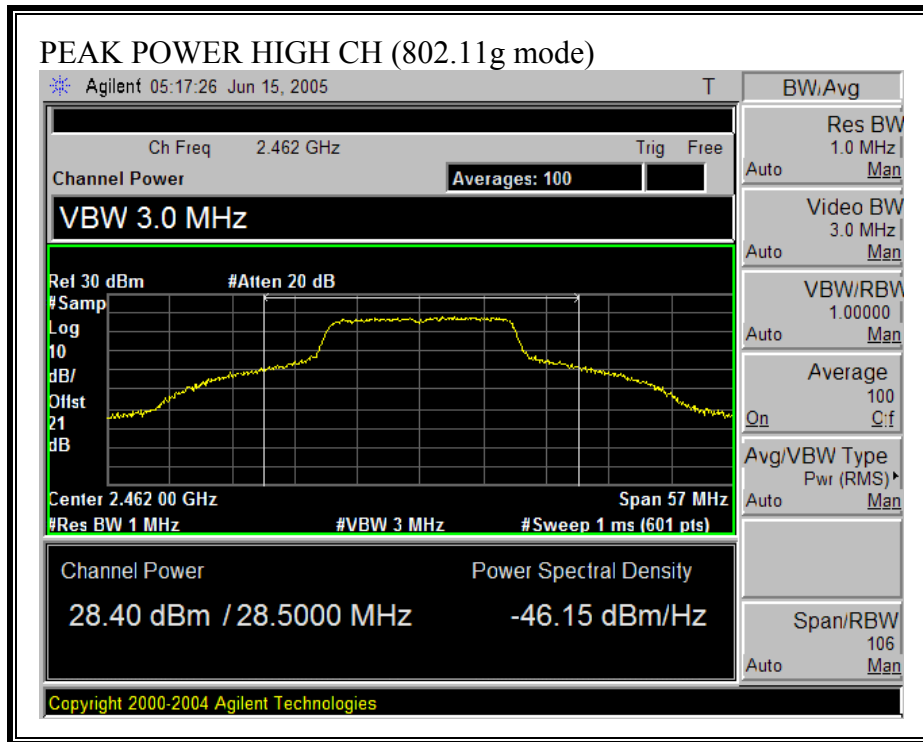 PEAK POWER HIGH CH (802.11g mode)
Agilent 05:17:26 Jun 15, 2005 T
Ch Freq 2.462 GHz Trig Free
Channel Power Averages: 100
VBW 3.0 MHz
Ref 30 dBm #Atten 20 dB
#Samp
Log
10
dB/
Offst
21
dB
Center 2.462 00 GHz Span 57 MHz
#Res BW 1 MHz #VBW 3 MHz #Sweep 1 ms (601 pts)
Channel Power Power Spectral Density
28.40 dBm / 28.5000 MHz -46.15 dBm/Hz
Copyright 2000-2004 Agilent Technologies
BW/Avg
Res BW
1.0 MHz
Auto Man
Video BW
3.0 MHz
Auto Man
VBW/RBW
1.00000
Auto Man
Average
100
On
Avg/VBW Type
Pwr (RMS)
Auto Man
Span/RBW
106
Auto Man